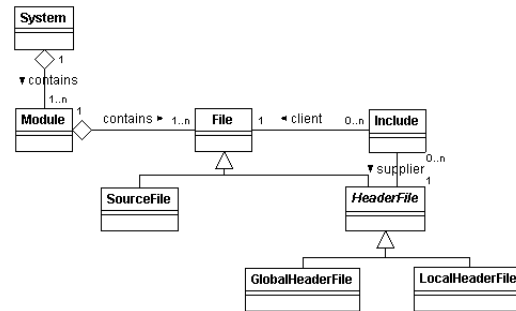 System
1
▼ contains
1..n
Module
1
contains ►
1..n
File
1
◄ client
0..n
Include
0..n
▼ supplier
1
SourceFile
HeaderFile
GlobalHeaderFile
LocalHeaderFile